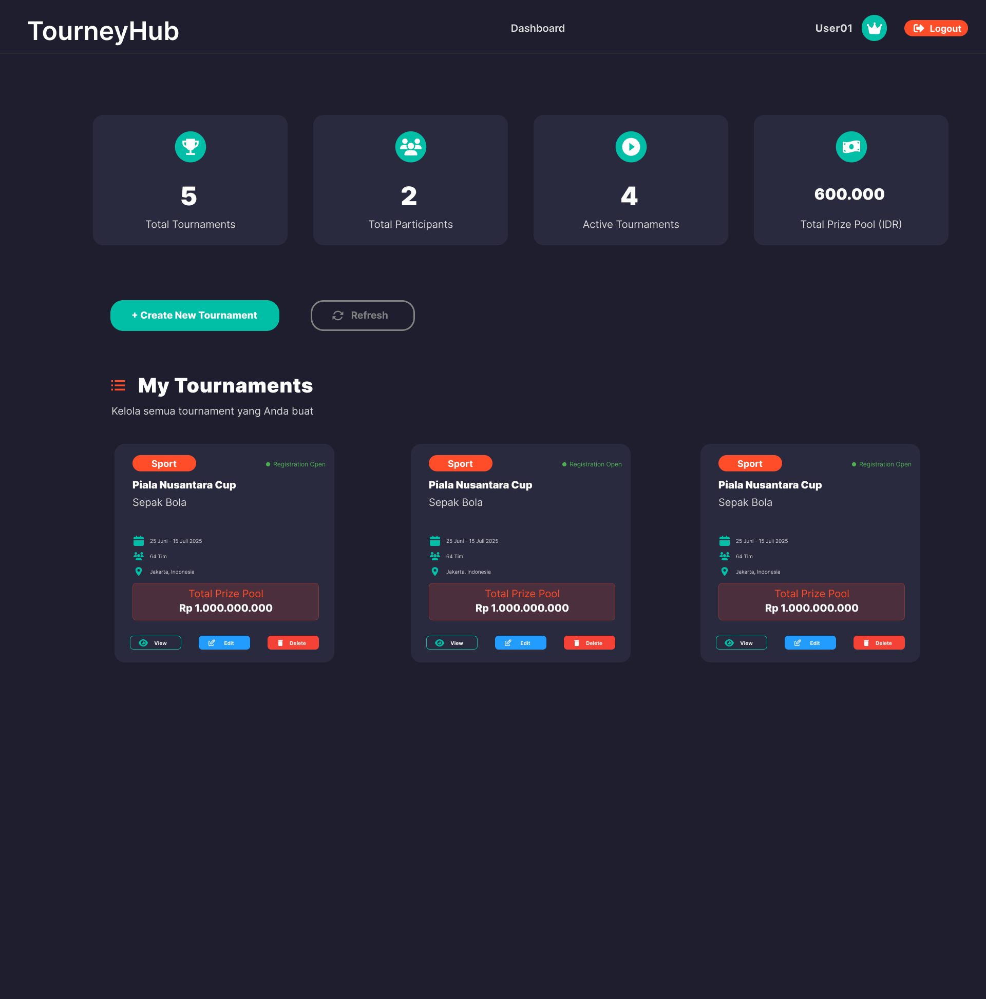 TourneyHub
Dashboard
User01
Logout
5
Total Tournaments
2
Total Participants
4
Active Tournaments
600.000
Total Prize Pool (IDR)
+ Create New Tournament
Refresh
My Tournaments
Kelola semua tournament yang Anda buat
Sport
Registration Open
Piala Nusantara Cup
Sepak Bola
25 Juni - 15 Juli 2025
64 Tim
Jakarta, Indonesia
Total Prize Pool
Rp 1.000.000.000
View
Edit
Delete
Sport
Registration Open
Piala Nusantara Cup
Sepak Bola
25 Juni - 15 Juli 2025
64 Tim
Jakarta, Indonesia
Total Prize Pool
Rp 1.000.000.000
View
Edit
Delete
Sport
Registration Open
Piala Nusantara Cup
Sepak Bola
25 Juni - 15 Juli 2025
64 Tim
Jakarta, Indonesia
Total Prize Pool
Rp 1.000.000.000
View
Edit
Delete